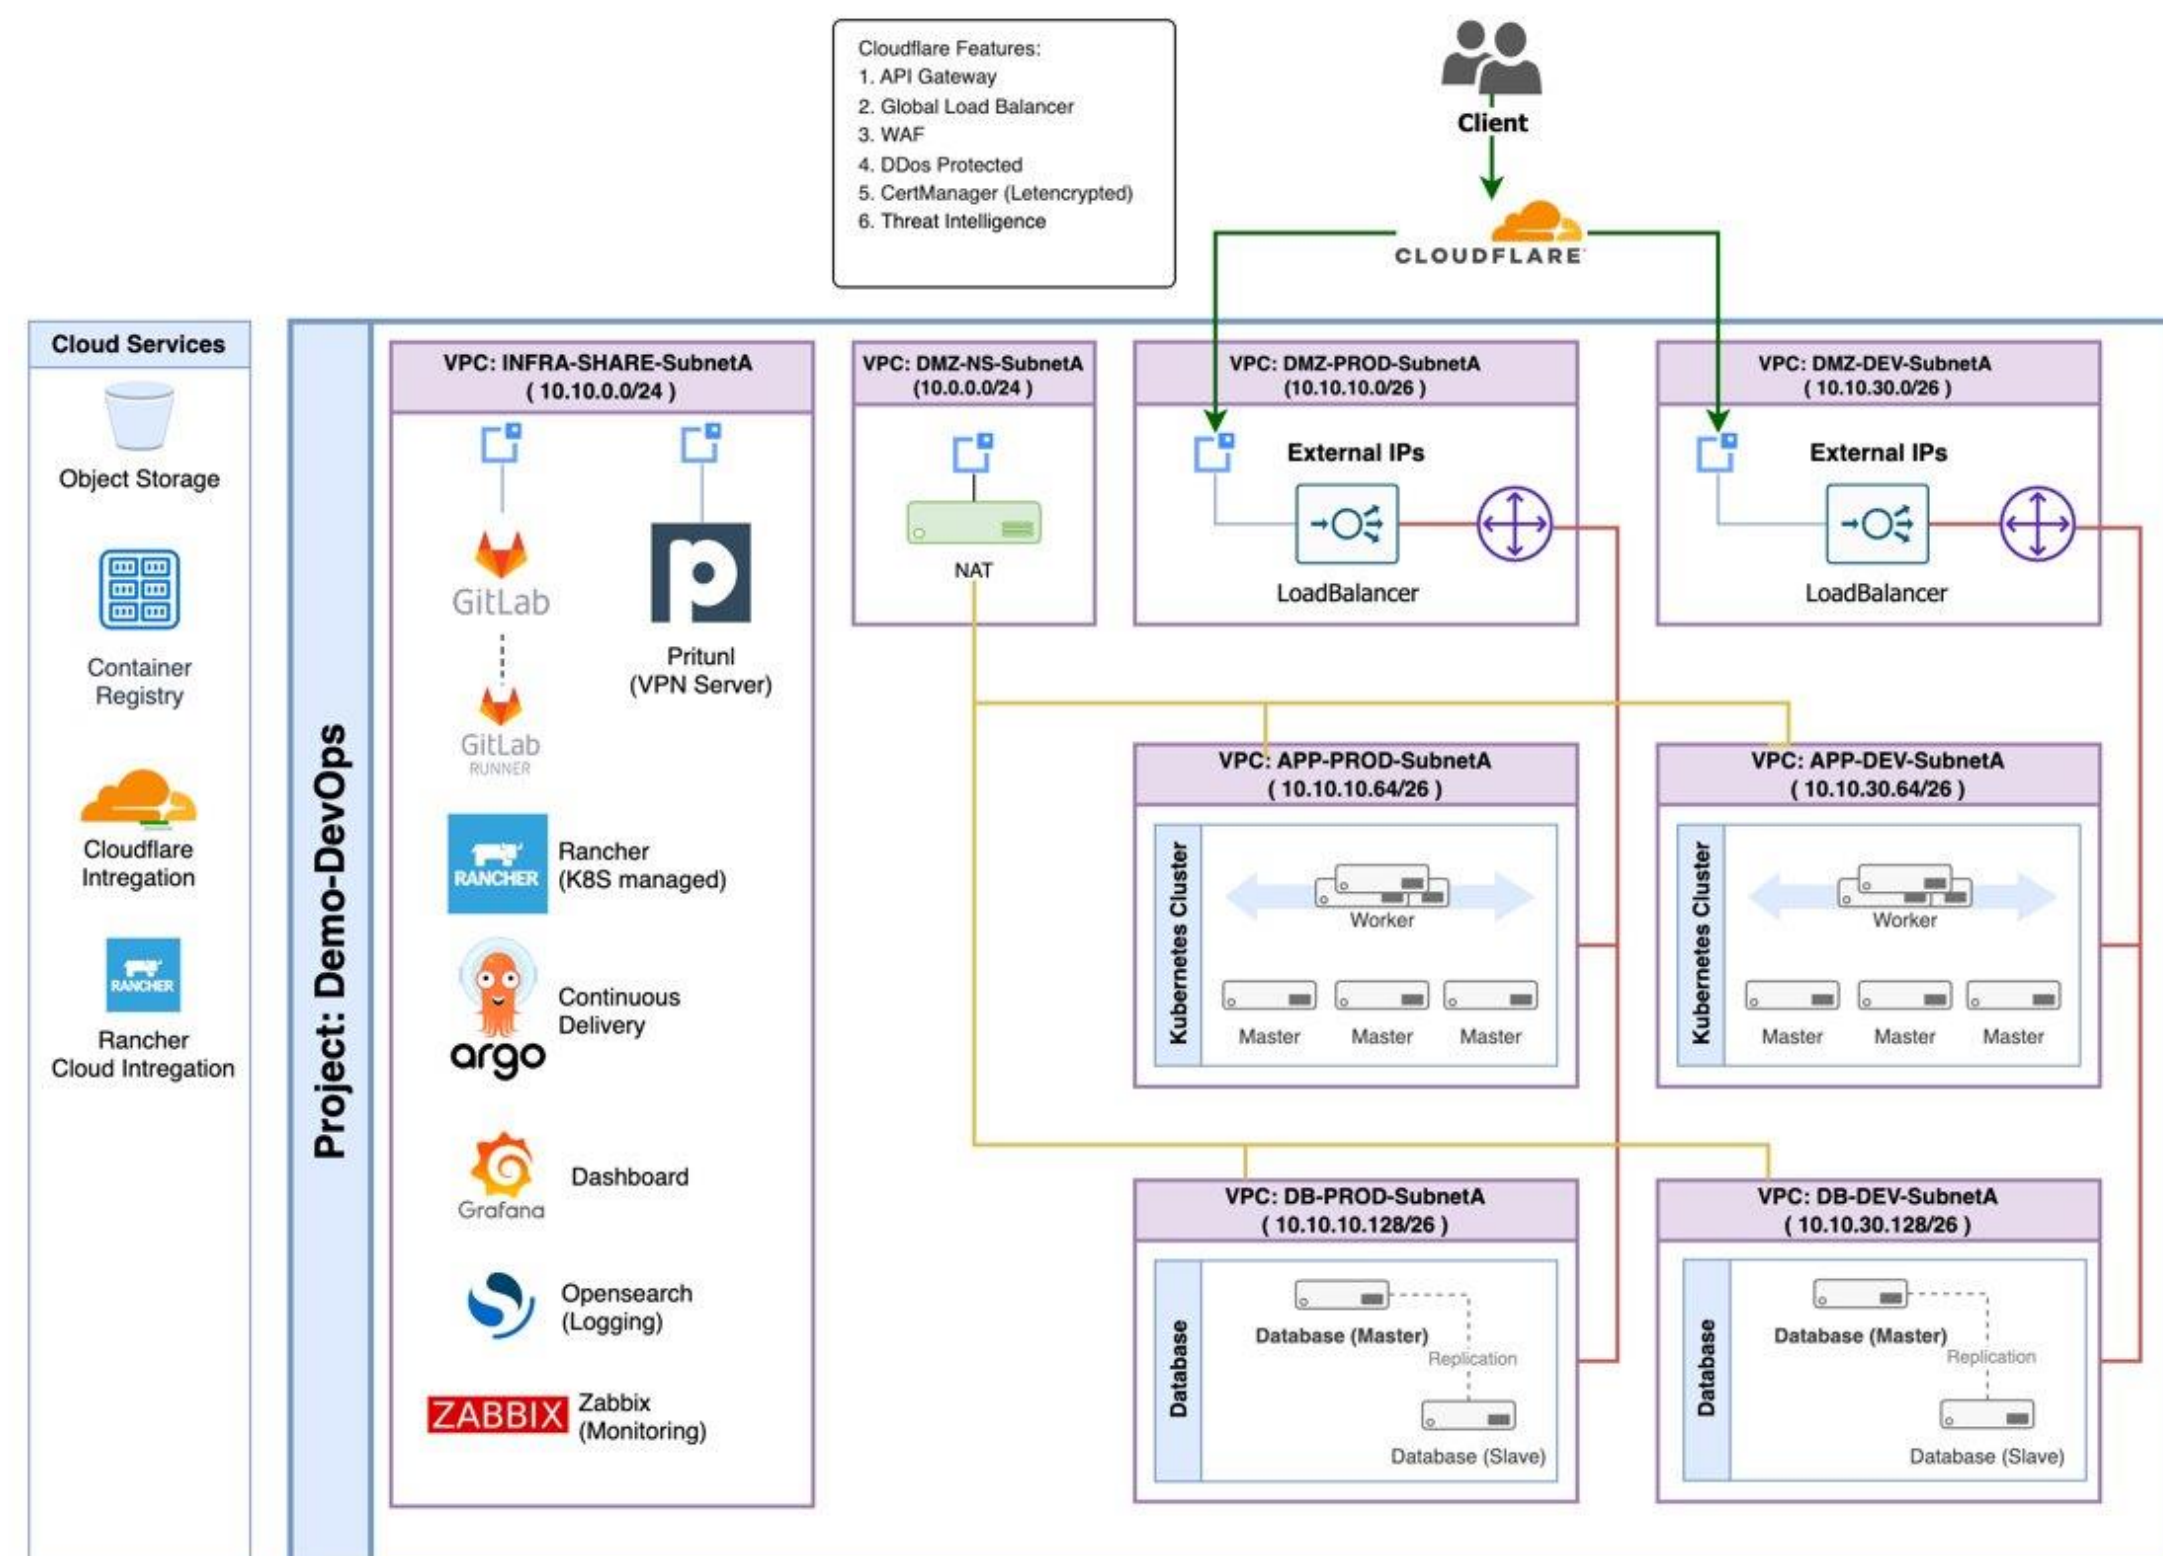 Cloudflare Features:
1. API Gateway
2. Global Load Balancer
3. WAF
4. DDos Protected
5. CertManager (Letencrypted)
6. Threat Intelligence
Client
CLOUDFLARE
Cloud Services
Object Storage
Container
Registry
Cloudflare
Intregation
RANCHER
Rancher
Cloud Intregation
Project: Demo-DevOps
VPC: INFRA-SHARE-SubnetA
( 10.10.0.0/24 )
GitLab
GitLab
RUNNER
Pritunl
(VPN Server)
RANCHER
Rancher
(K8S managed)
argo
Continuous
Delivery
Grafana
Dashboard
Opensearch
(Logging)
ZABBIX
Zabbix
(Monitoring)
VPC: DMZ-NS-SubnetA
(10.0.0.0/24 )
NAT
VPC: DMZ-PROD-SubnetA
(10.10.10.0/26 )
External IPs
LoadBalancer
VPC: DMZ-DEV-SubnetA
( 10.10.30.0/26 )
External IPs
LoadBalancer
VPC: APP-PROD-SubnetA
( 10.10.10.64/26 )
Kubernetes Cluster
Worker
Master
Master
Master
VPC: APP-DEV-SubnetA
( 10.10.30.64/26 )
Kubernetes Cluster
Worker
Master
Master
Master
VPC: DB-PROD-SubnetA
( 10.10.10.128/26 )
Database
Database (Master)
Replication
Database (Slave)
VPC: DB-DEV-SubnetA
( 10.10.30.128/26 )
Database
Database (Master)
Replication
Database (Slave)